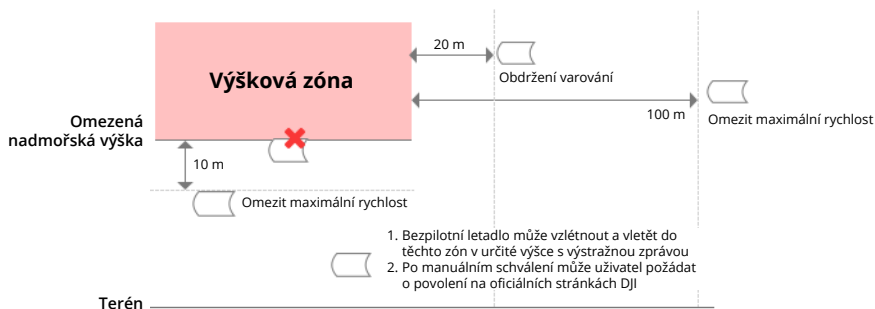 20 m
Výšková zóna
Obdržení varování
100 m
Omezit maximální rychlost
Omezená
nadmořská výška
10 m
Omezit maximální rychlost
1. Bezpilotní letadlo může vzlétnout a vletět do
těchto zón v určité výšce s výstražnou zprávou
2. Po manuálním schválení může uživatel požádat
o povolení na oficiálních stránkách DJI
Terén